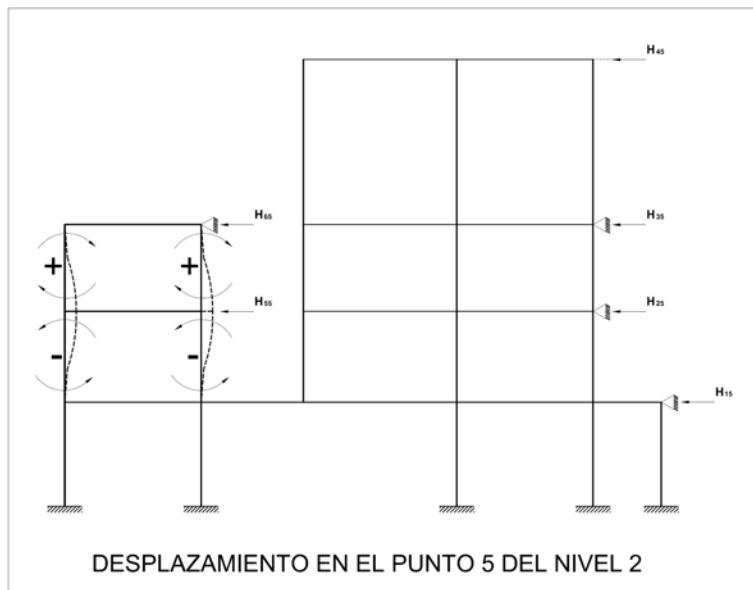 H45
H65
H35
+
+
H55
H25
-
-
H15
DESPLAZAMIENTO EN EL PUNTO 5 DEL NIVEL 2